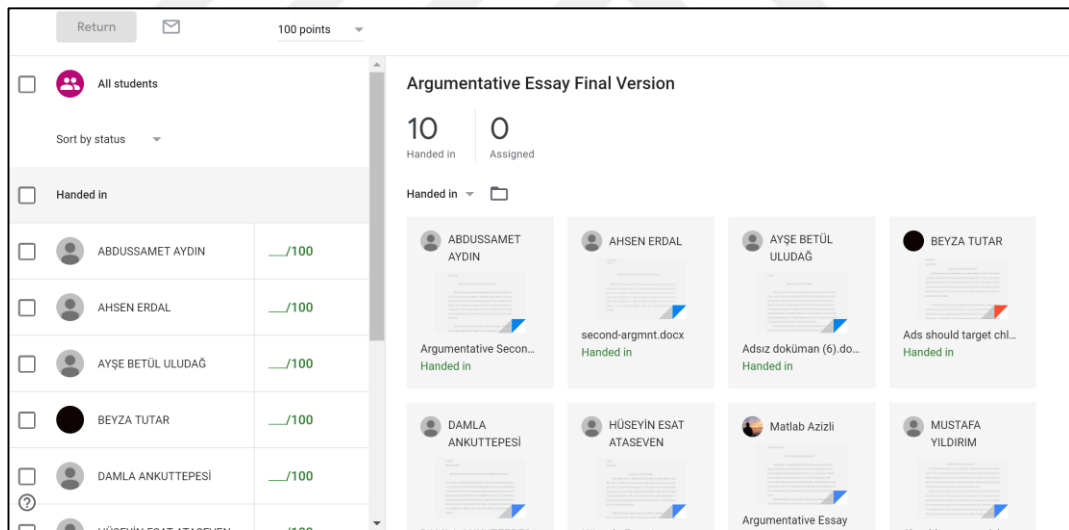 Return
100 points
All students
Sort by status
Handed in
ABDUSSAMET AYDIN
__/100
AHSEN ERDAL
__/100
AYŞE BETÜL ULUDAĞ
__/100
BEYZA TUTAR
__/100
DAMLA ANKUTTEPESİ
__/100
HÜSEYİN ESAT ATASEVEN
Argumentative Essay Final Version
10
Handed in
0
Assigned
Handed in
ABDUSSAMET
AYDIN
Argumentative Secon...
Handed in
AHSEN ERDAL
second-argmnt.docx
Handed in
AYŞE BETÜL
ULUDAĞ
Adsız doküman (6).do...
Handed in
BEYZA TUTAR
Ads should target chl...
Handed in
DAMLA
ANKUTTEPESİ
HÜSEYİN ESAT
ATASEVEN
Matlab Azizli
Argumentative Essay
MUSTAFA
YILDIRIM